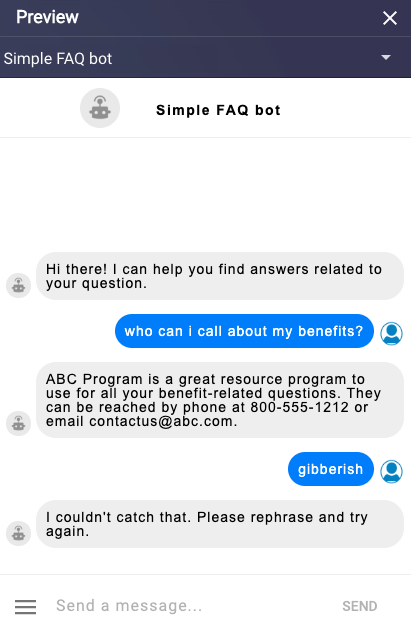 Preview
Simple FAQ bot
Simple FAQ bot
Hi there! I can help you find answers related to
your question.
who can i call about my benefits?
ABC Program is a great resource program to
use for all your benefit-related questions. They
can be reached by phone at 800-555-1212 or
email contactus@abc.com.
gibberish
I couldn't catch that. Please rephrase and try
again.
Send a message...
SEND